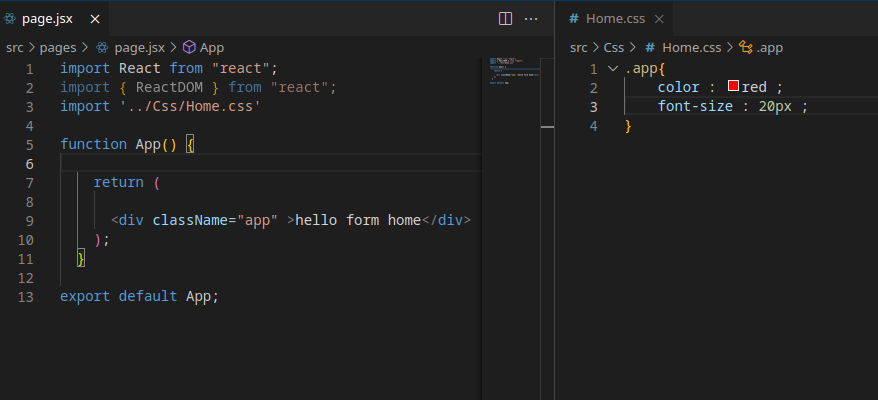 page.jsx
src > pages > page.jsx > App
1 import React from "react";
2 import { ReactDOM } from "react";
3 import '../Css/Home.css'
4
5 function App() {
6
7 return (
8
9 <div className="app" >hello form home</div>
10 );
11 }
12
13 export default App;
# Home.css
src > Css > # Home.css > .app
1 .app{
2 color : red ;
3 font-size : 20px ;
4 }